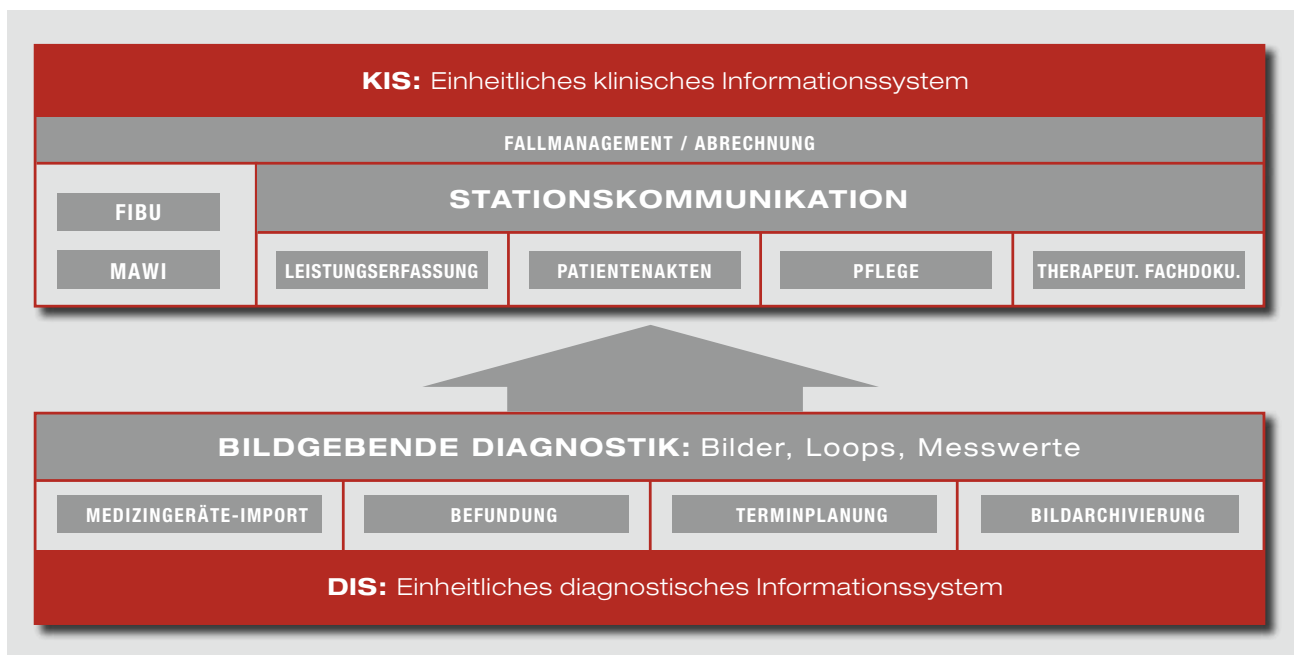 KIS: Einheitliches klinisches Informationssystem
FALLMANAGEMENT / ABRECHNUNG
FIBU
MAWI
STATIONSKOMMUNIKATION
LEISTUNGSERFASSUNG
PATIENTENAKTEN
PFLEGE
THERAPEUT. FACHDOKU.
BILDGEBENDE DIAGNOSTIK: Bilder, Loops, Messwerte
MEDIZINGERÄTE-IMPORT
BEFUNDUNG
TERMINPLANUNG
BILDARCHIVIERUNG
DIS: Einheitliches diagnostisches Informationssystem